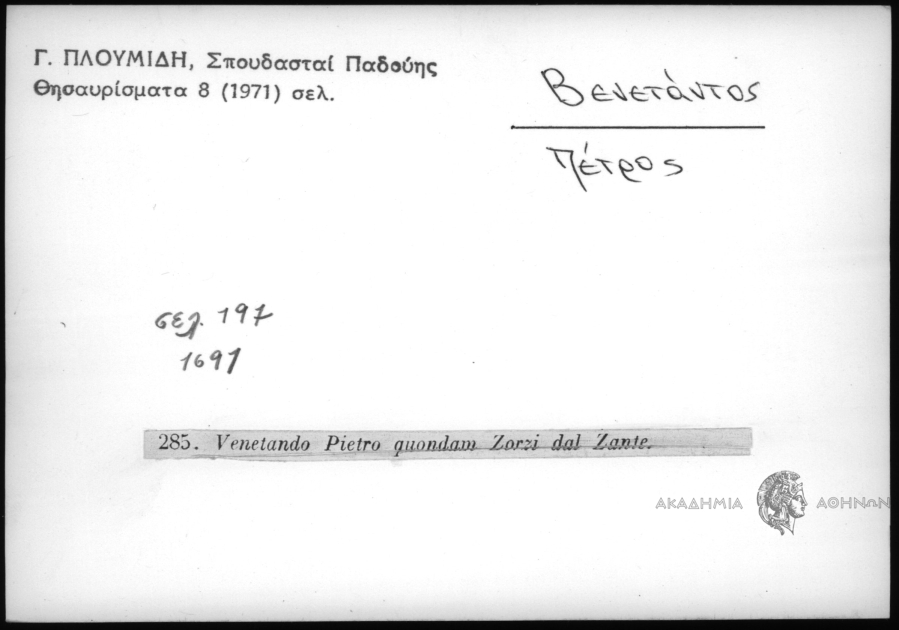 Γ. ΠΛΟΥΜΙΔΗ, Σπουδασταί Παδούης
Θησαυρίσματα 8 (1971) σελ.
Βενετάντος
Πέτρος
σελ. 197
1691
285. Venetando Pietro quondam Zorzi dal Zante.
ΑΚΑΔΗΜΙΑ ΑΘΗΝΩΝ